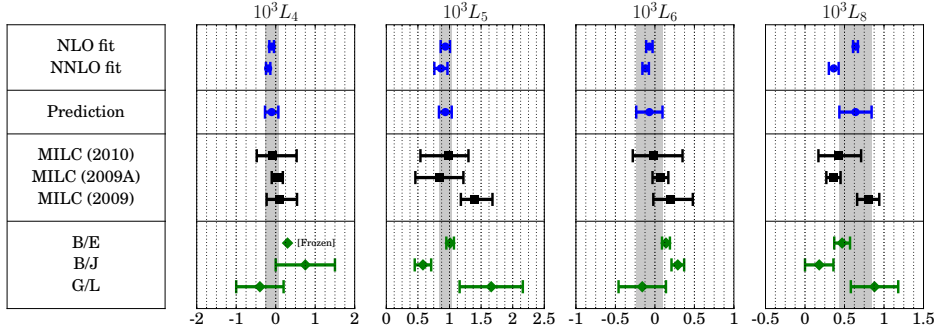 10³L₄ 10³L₅ 10³L₆ 10³L₈
NLO fit
NNLO fit
Prediction
MILC (2010)
MILC (2009A)
MILC (2009)
B/E [Frozen]
B/J
G/L
-2 -1 0 1 2 0 0.5 1 1.5 2 2.5 -1 -0.5 0 0.5 1 0 0.5 1 1.5